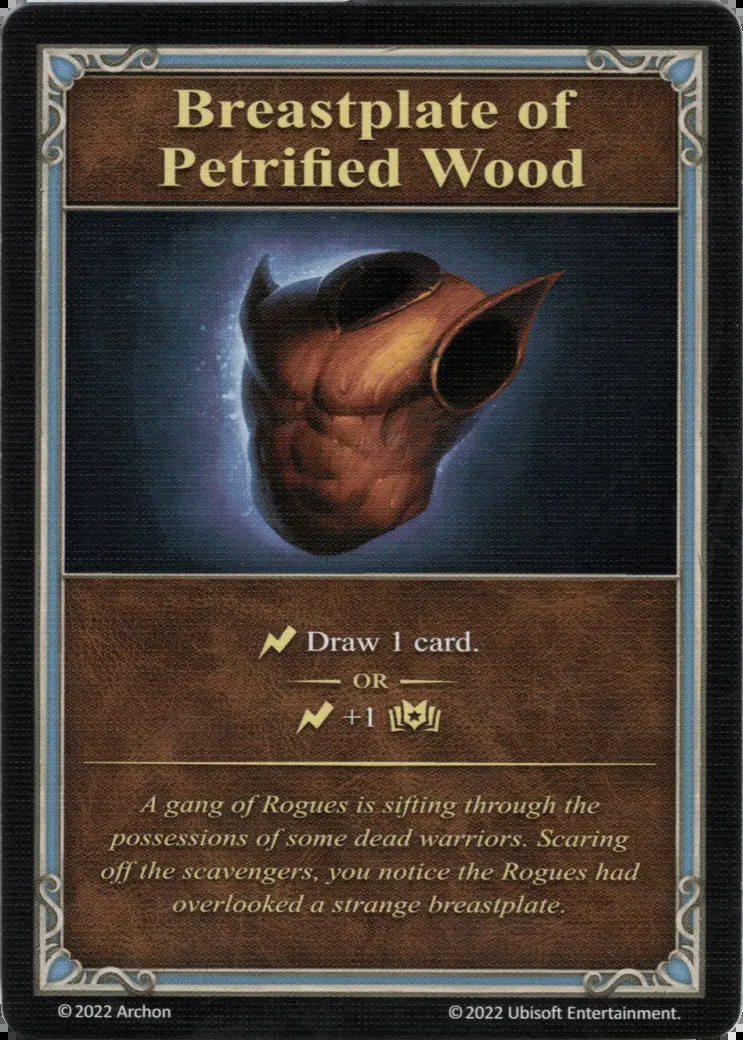 Breastplate of
Petrified Wood
Draw 1 card.
OR
+1
A gang of Rogues is sifting through the
possessions of some dead warriors. Scaring
off the scavengers, you notice the Rogues had
overlooked a strange breastplate.
© 2022 Archon
© 2022 Ubisoft Entertainment.